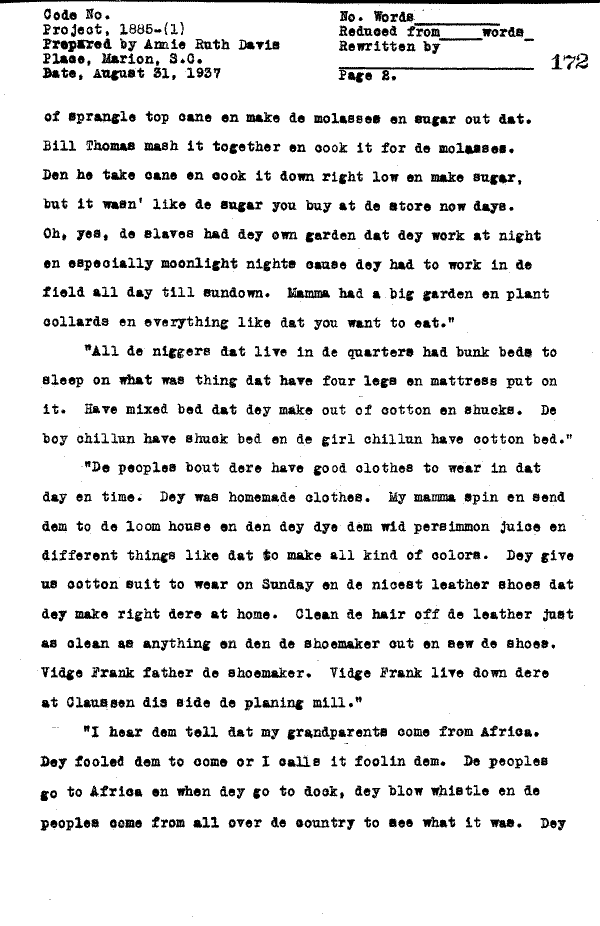 Code No.
Project, 1885-(1)
Prepared by Annie Ruth Davis
Place, Marion, S.C.
Date, August 31, 1937
No. Words
Reduced from words
Rewritten by
Page 2.
172
of sprangle top cane en make de molasses en sugar out dat.
Bill Thomas mash it together en cook it for de molasses.
Den he take cane en cook it down right low en make sugar,
but it wasn' like de sugar you buy at de store now days.
Oh, yes, de slaves had dey own garden dat dey work at night
en especially moonlight nights cause dey had to work in de
field all day till sundown. Mamma had a big garden en plant
collards en everything like dat you want to eat."
"All de niggers dat live in de quarters had bunk beds to
sleep on what was thing dat have four legs en mattress put on
it. Have mixed bed dat dey make out of cotton en shucks. De
boy chillun have shuck bed en de girl chillun have cotton bed."
"De peoples bout dere have good clothes to wear in dat
day en time. Dey was homemade clothes. My mamma spin en send
dem to de loom house en den dey dye dem wid persimmon juice en
different things like dat to make all kind of colors. Dey give
us cotton suit to wear on Sunday en de nicest leather shoes dat
dey make right dere at home. Clean de hair off de leather just
as clean as anything en den de shoemaker cut en sew de shoes.
Vidge Frank father de shoemaker. Vidge Frank live down dere
at Claussen dis side de planing mill."
"I hear dem tell dat my grandparents come from Africa.
Dey fooled dem to come or I calls it foolin dem. De peoples
go to Africa en when dey go to dock, dey blow whistle en de
peoples come from all over de country to see what it was. Dey